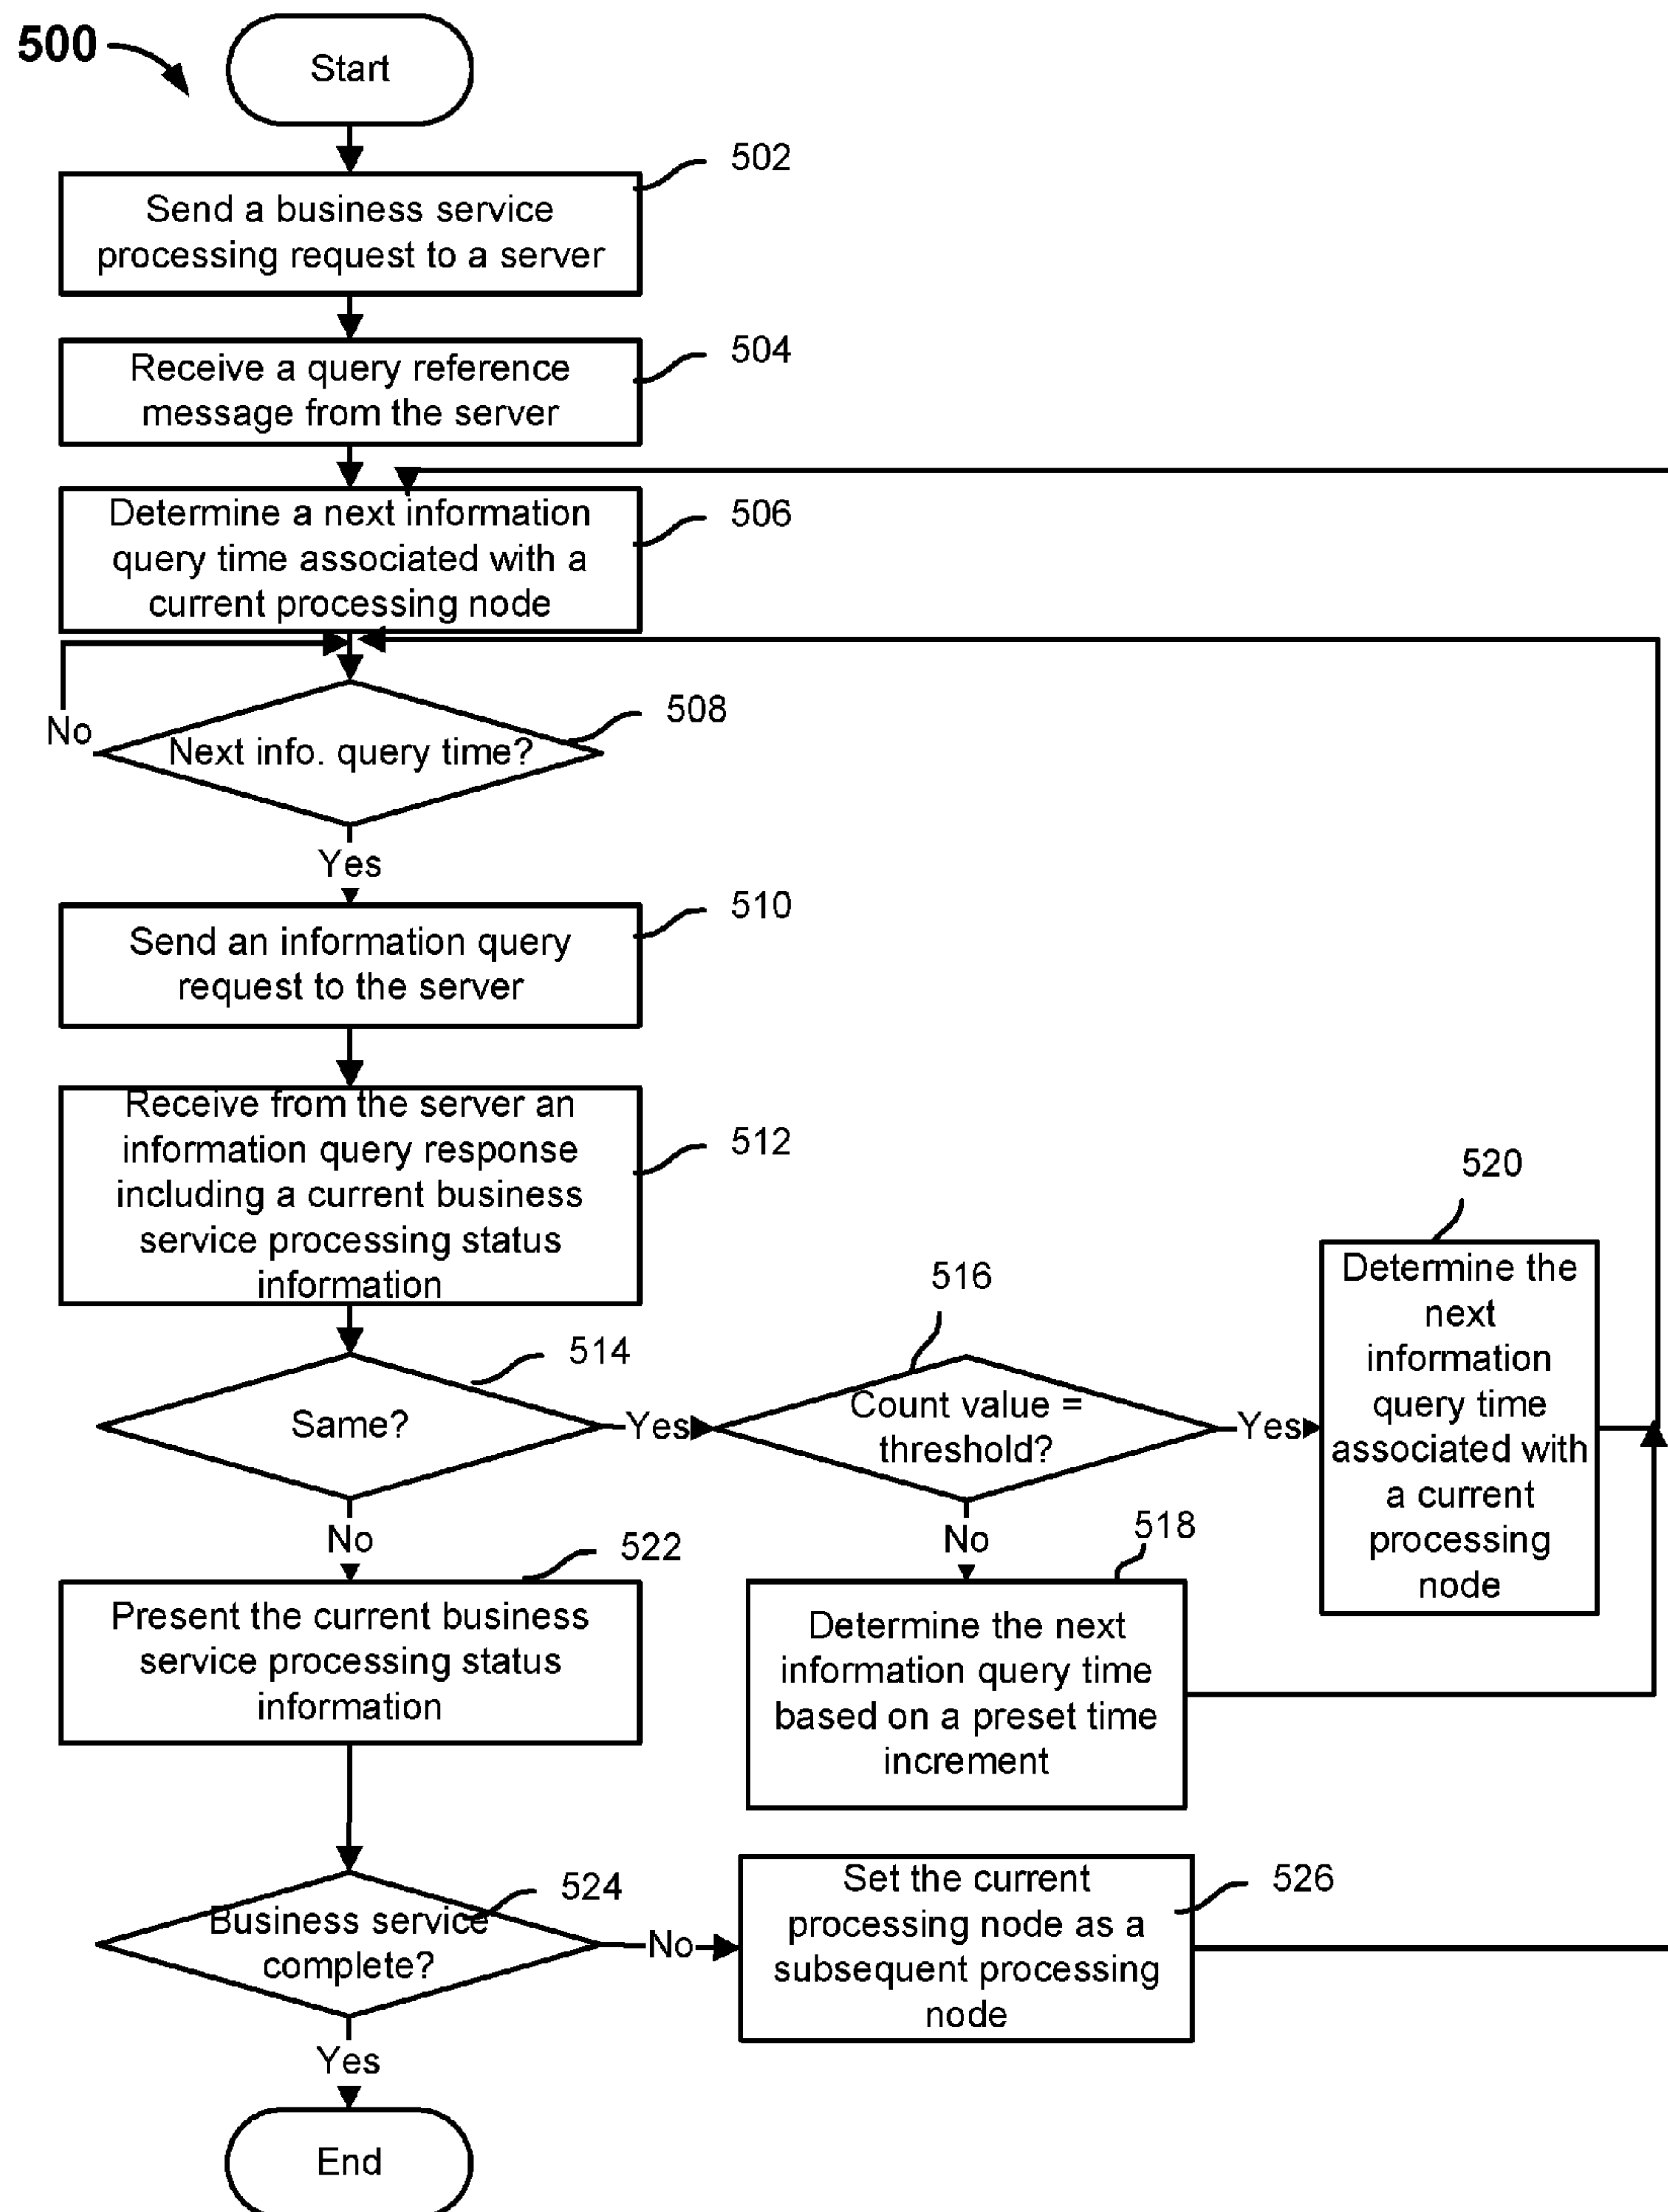 500
Start
502
Send a business service
processing request to a server
504
Receive a query reference
message from the server
506
Determine a next information
query time associated with a
current processing node
508
No
Next info. query time?
Yes
510
Send an information query
request to the server
512
Receive from the server an
information query response
including a current business
service processing status
information
514
Same?
Yes
516
Count value =
threshold?
Yes
520
Determine the
next
information
query time
associated with
a current
processing
node
No
518
Determine the next
information query time
based on a preset time
increment
No
522
Present the current business
service processing status
information
524
Business service
complete?
No
526
Set the current
processing node as a
subsequent processing
node
Yes
End